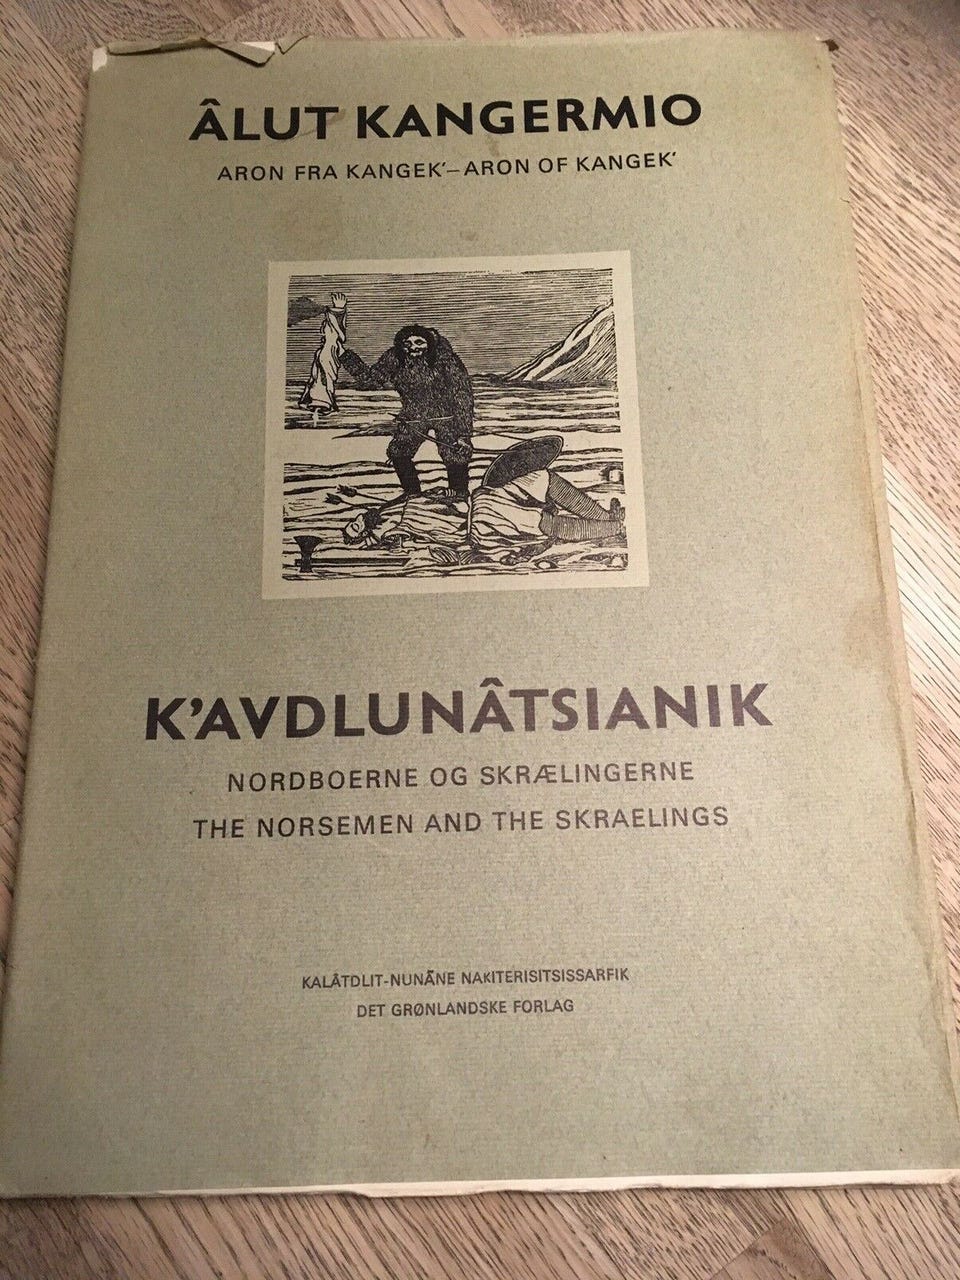 ÂLUT KANGERMIO
ARON FRA KANGEK′–ARON OF KANGEK′
K’AVDLUNÂTSIANIK
NORDBOERNE OG SKRÆLINGERNE
THE NORSEMEN AND THE SKRAELINGS
KALÂTDLIT-NUNÃNE NAKITERISITSISSARFIK
DET GRØNLANDSKE FORLAG